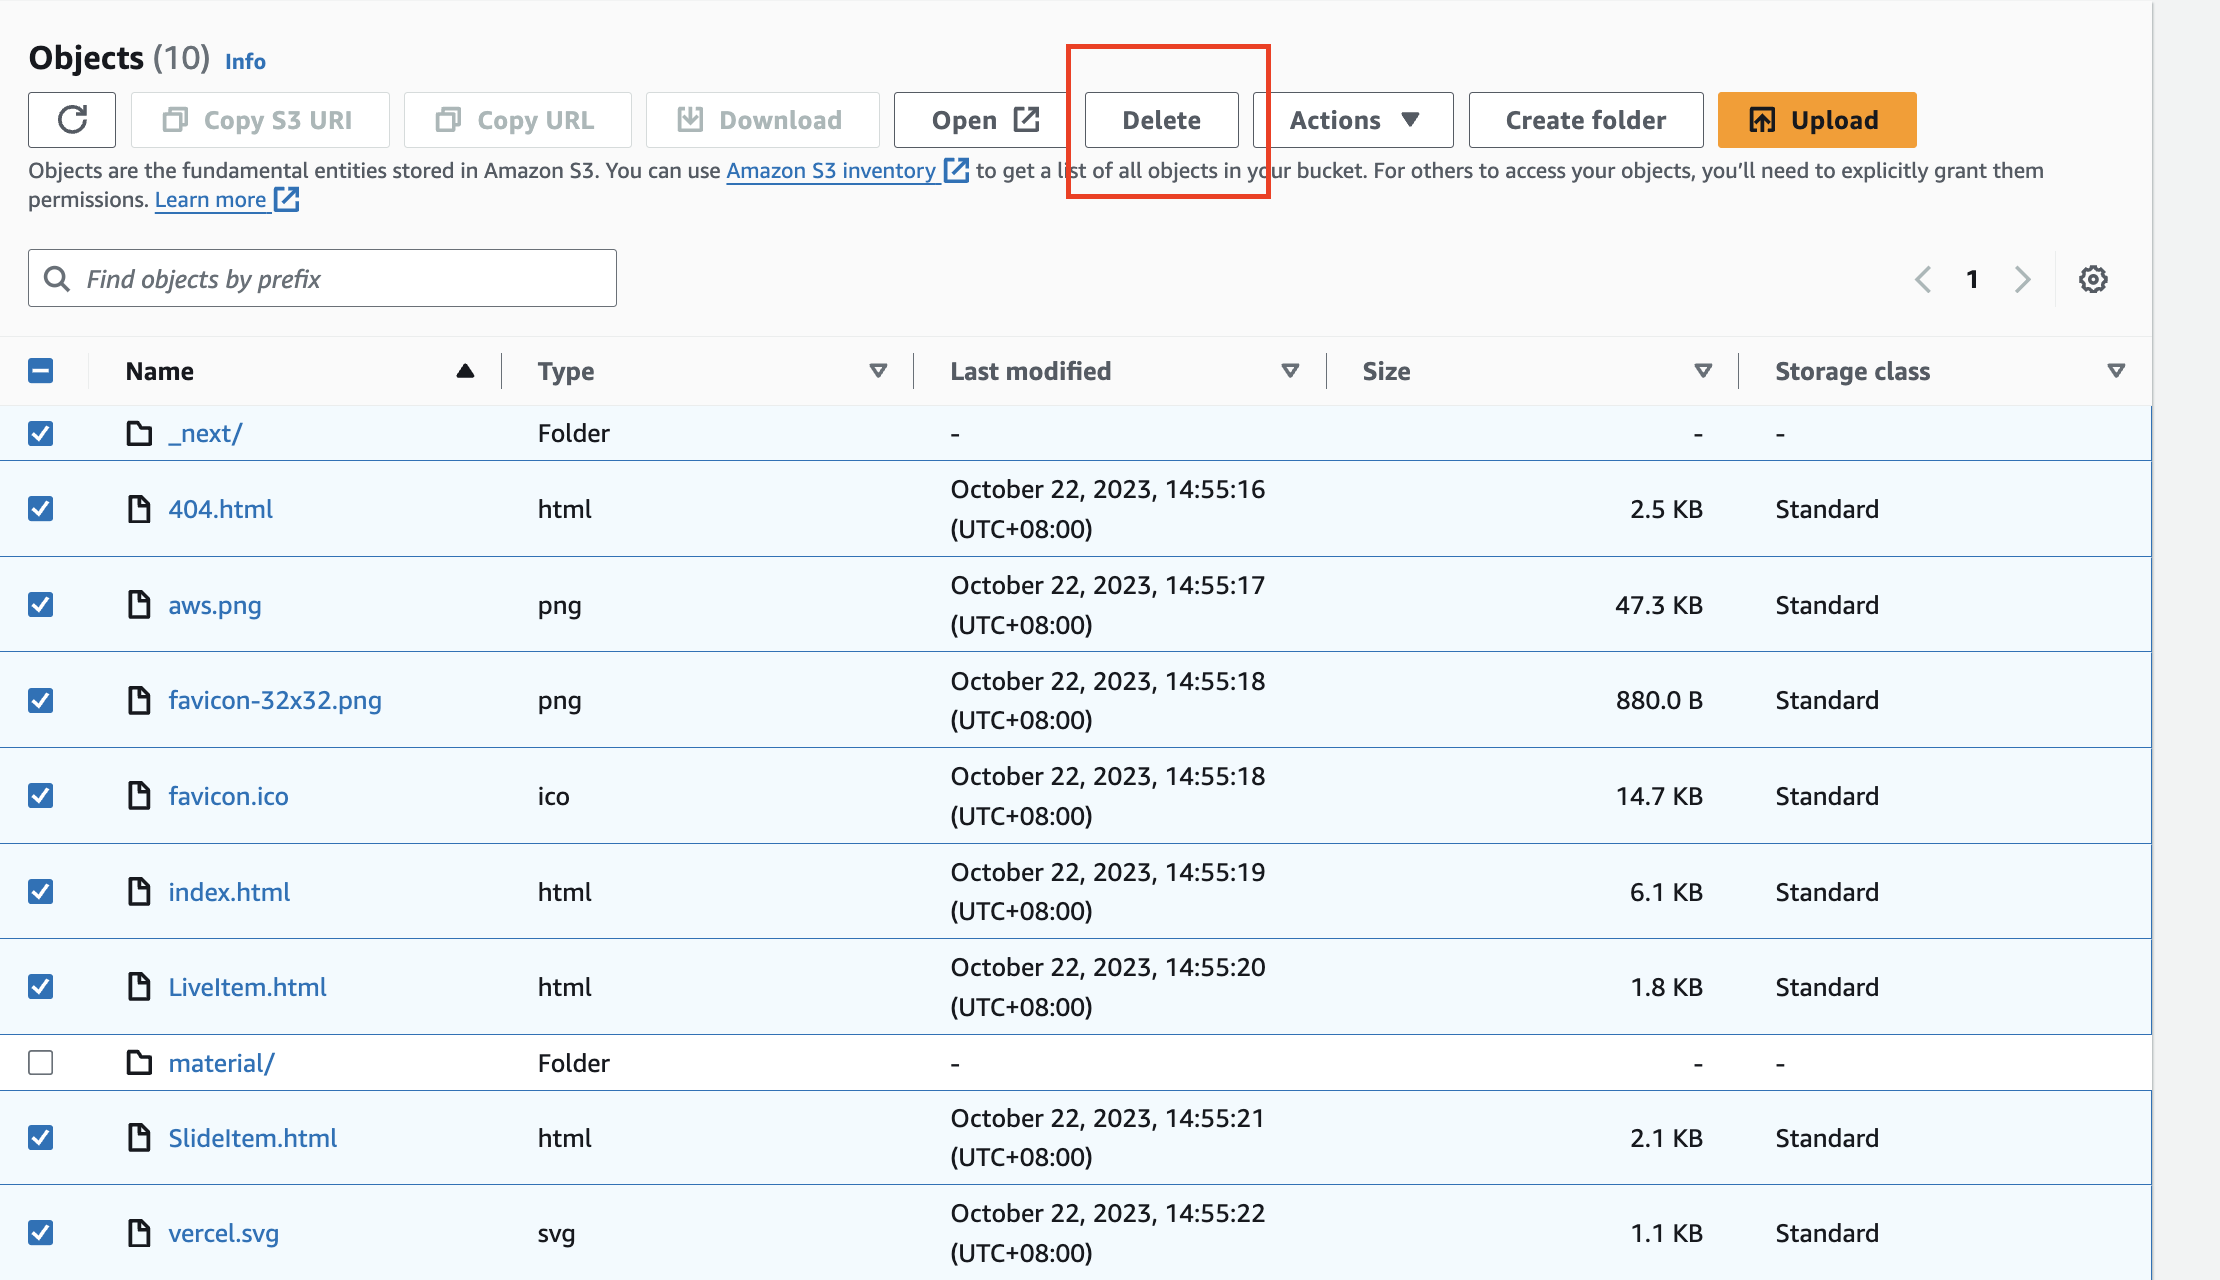 Objects (10) Info
Copy S3 URI Copy URL Download Open Delete Actions Create folder Upload
Objects are the fundamental entities stored in Amazon S3. You can use Amazon S3 inventory to get a list of all objects in your bucket. For others to access your objects, you’ll need to explicitly grant them
permissions. Learn more
Find objects by prefix
1
Name Type Last modified Size Storage class
_next/ Folder - - -
404.html html October 22, 2023, 14:55:16 (UTC+08:00) 2.5 KB Standard
aws.png png October 22, 2023, 14:55:17 (UTC+08:00) 47.3 KB Standard
favicon-32x32.png png October 22, 2023, 14:55:18 (UTC+08:00) 880.0 B Standard
favicon.ico ico October 22, 2023, 14:55:18 (UTC+08:00) 14.7 KB Standard
index.html html October 22, 2023, 14:55:19 (UTC+08:00) 6.1 KB Standard
LiveItem.html html October 22, 2023, 14:55:20 (UTC+08:00) 1.8 KB Standard
material/ Folder - - -
SlideItem.html html October 22, 2023, 14:55:21 (UTC+08:00) 2.1 KB Standard
vercel.svg svg October 22, 2023, 14:55:22 (UTC+08:00) 1.1 KB Standard